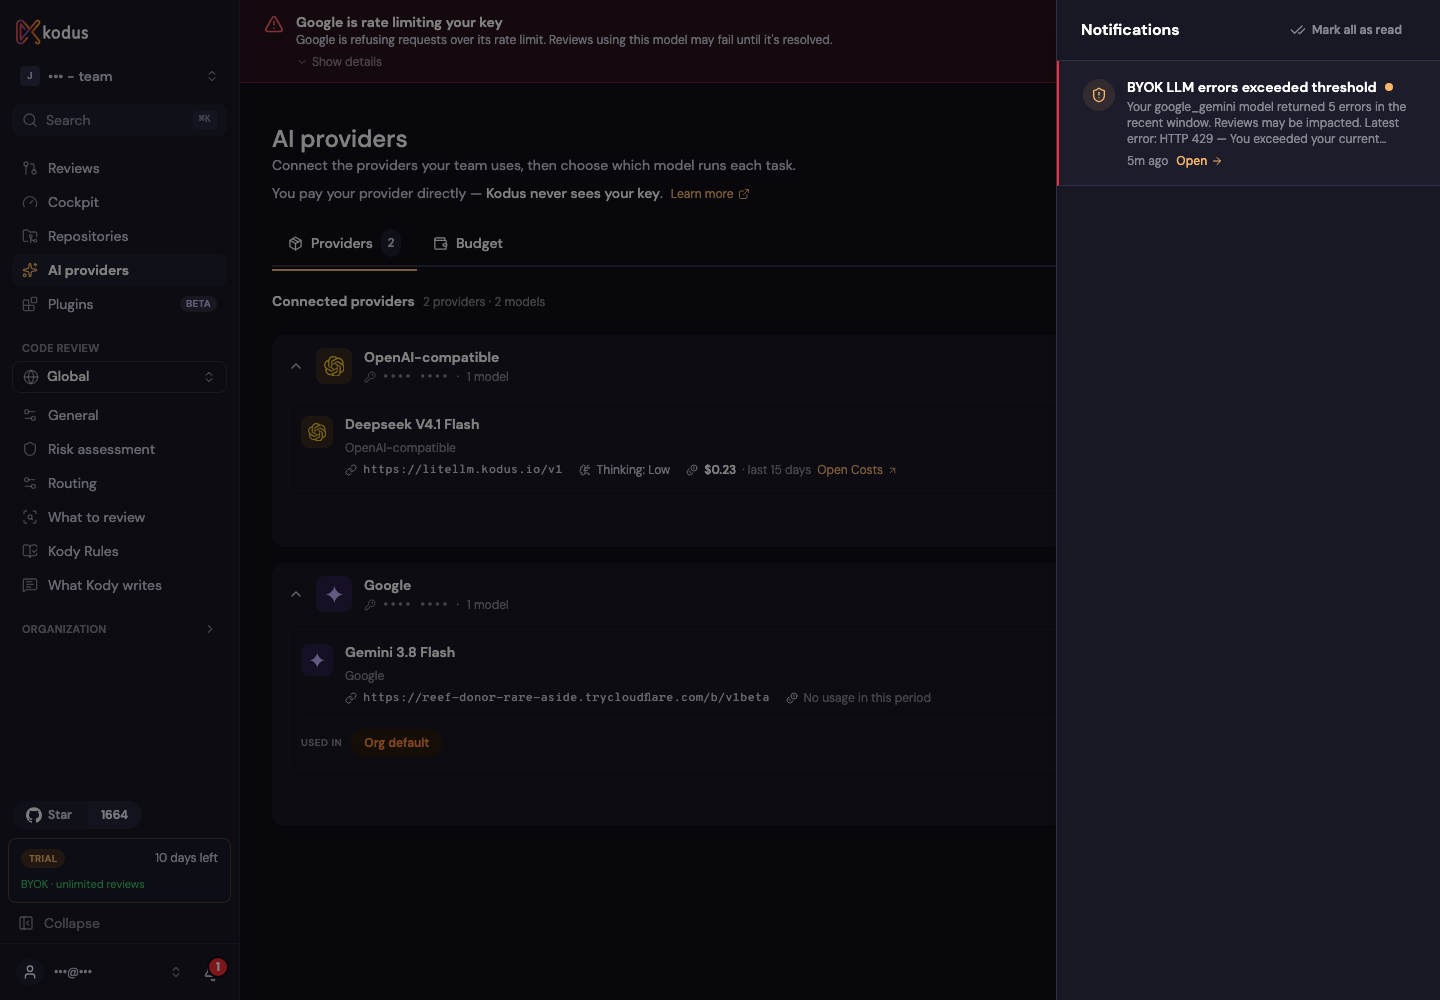 kodus
J ••• - team
Search ⌘K
Reviews
Cockpit
Repositories
AI providers
Plugins BETA
CODE REVIEW
Global
General
Risk assessment
Routing
What to review
Kody Rules
What Kody writes
ORGANIZATION
Star 1664
TRIAL 10 days left
BYOK · unlimited reviews
Collapse
•••@••• 1
Google is rate limiting your key
Google is refusing requests over its rate limit. Reviews using this model may fail until it's resolved.
Show details
AI providers
Connect the providers your team uses, then choose which model runs each task.
You pay your provider directly — Kodus never sees your key. Learn more
Providers 2 Budget
Connected providers 2 providers · 2 models
OpenAI-compatible
•••• •••• · 1 model
Deepseek V4.1 Flash
OpenAI-compatible
https://litellm.kodus.io/v1 Thinking: Low $0.23 · last 15 days Open Costs
Google
•••• •••• · 1 model
Gemini 3.8 Flash
Google
https://reef-donor-rare-aside.trycloudflare.com/b/v1beta No usage in this period
USED IN Org default
Notifications Mark all as read
BYOK LLM errors exceeded threshold
Your google_gemini model returned 5 errors in the
recent window. Reviews may be impacted. Latest
error: HTTP 429 — You exceeded your current...
5m ago Open →